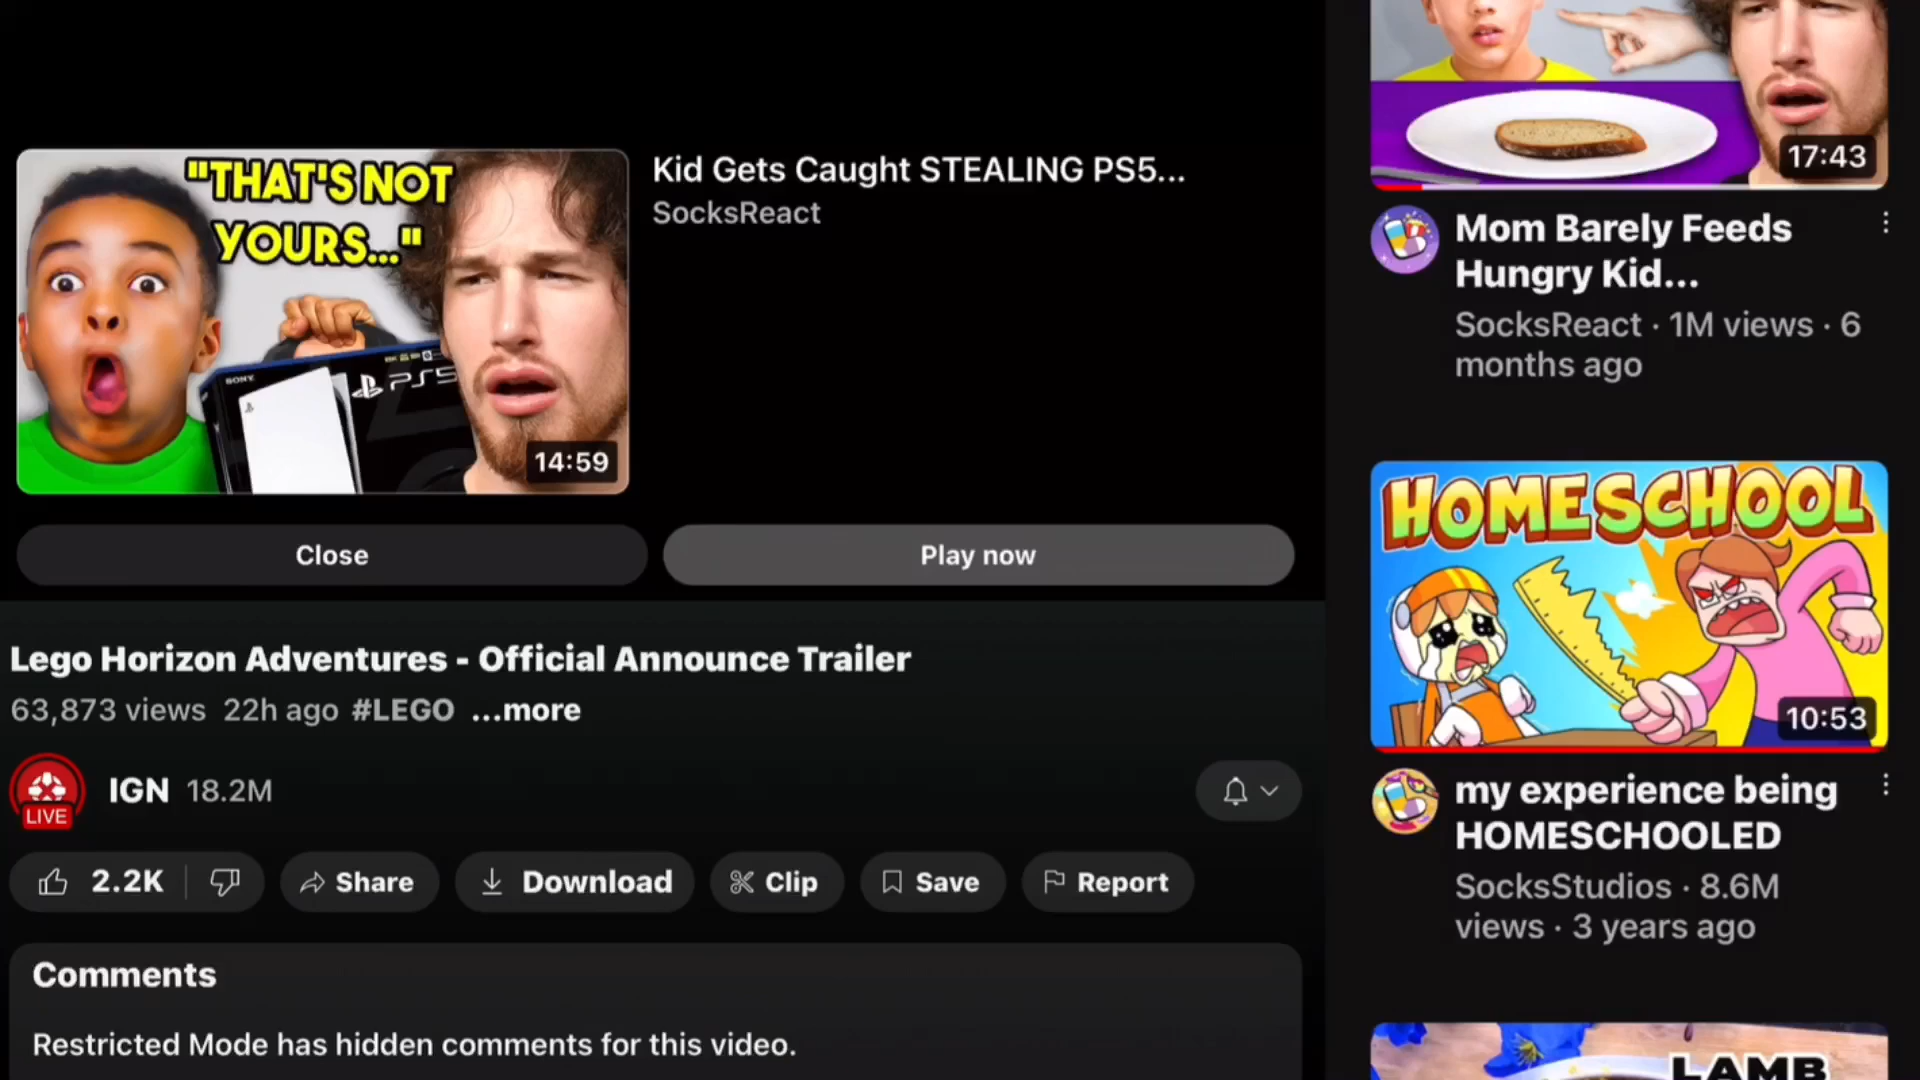 "THAT'S NOT
YOURS..."
SONY
PS5
14:59
Kid Gets Caught STEALING PS5...
SocksReact
Close
Play now
Lego Horizon Adventures - Official Announce Trailer
63,873 views 22h ago #LEGO ...more
LIVE
IGN 18.2M
2.2K
Share
Download
Clip
Save
Report
Comments
Restricted Mode has hidden comments for this video.
17:43
Mom Barely Feeds
Hungry Kid...
SocksReact · 1M views · 6
months ago
HOMESCHOOL
10:53
my experience being
HOMESCHOOLED
SocksStudios · 8.6M
views · 3 years ago
LAMB